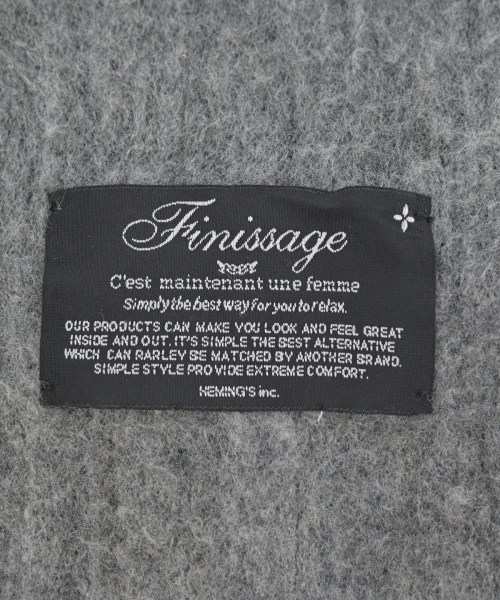 Finissage
C'est maintenant une femme
Simply the best way for you to relax.
OUR PRODUCTS CAN MAKE YOU LOOK AND FEEL GREAT
INSIDE AND OUT. IT'S SIMPLE THE BEST ALTERNATIVE
WHICH CAN RARLEY BE MATCHED BY ANOTHER BRAND.
SIMPLE STYLE PROVIDE EXTREME COMFORT.
HEMING'S inc.